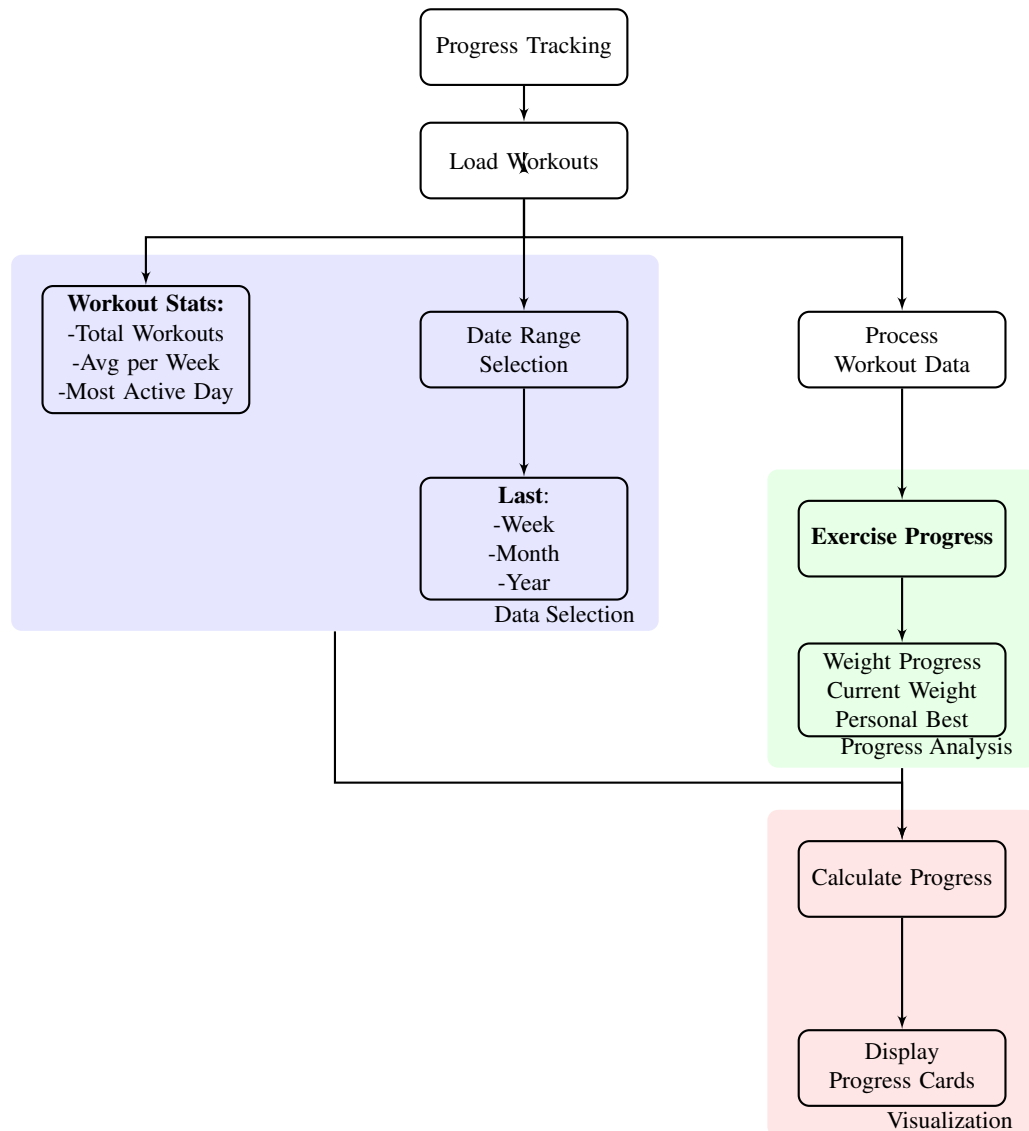 Progress Tracking
Load Workouts
Workout Stats:
-Total Workouts
-Avg per Week
-Most Active Day
Date Range
Selection
Process
Workout Data
Last:
-Week
-Month
-Year
Data Selection
Exercise Progress
Weight Progress
Current Weight
Personal Best
Progress Analysis
Calculate Progress
Display
Progress Cards
Visualization